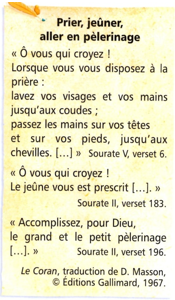 Prier, jeûner,
aller en pèlerinage
« Ô vous qui croyez !
Lorsque vous vous disposez à la
prière :
lavez vos visages et vos mains
jusqu'aux coudes ;
passez les mains sur vos têtes
et sur vos pieds, jusqu'aux
chevilles. [...] » Sourate V, verset 6.
« Ô vous qui croyez !
Le jeûne vous est prescrit [...]. »
Sourate II, verset 183.
« Accomplissez, pour Dieu,
le grand et le petit pèlerinage
[...]. » Sourate II, verset 196.
Le Coran, traduction de D. Masson,
© Éditions Gallimard, 1967.